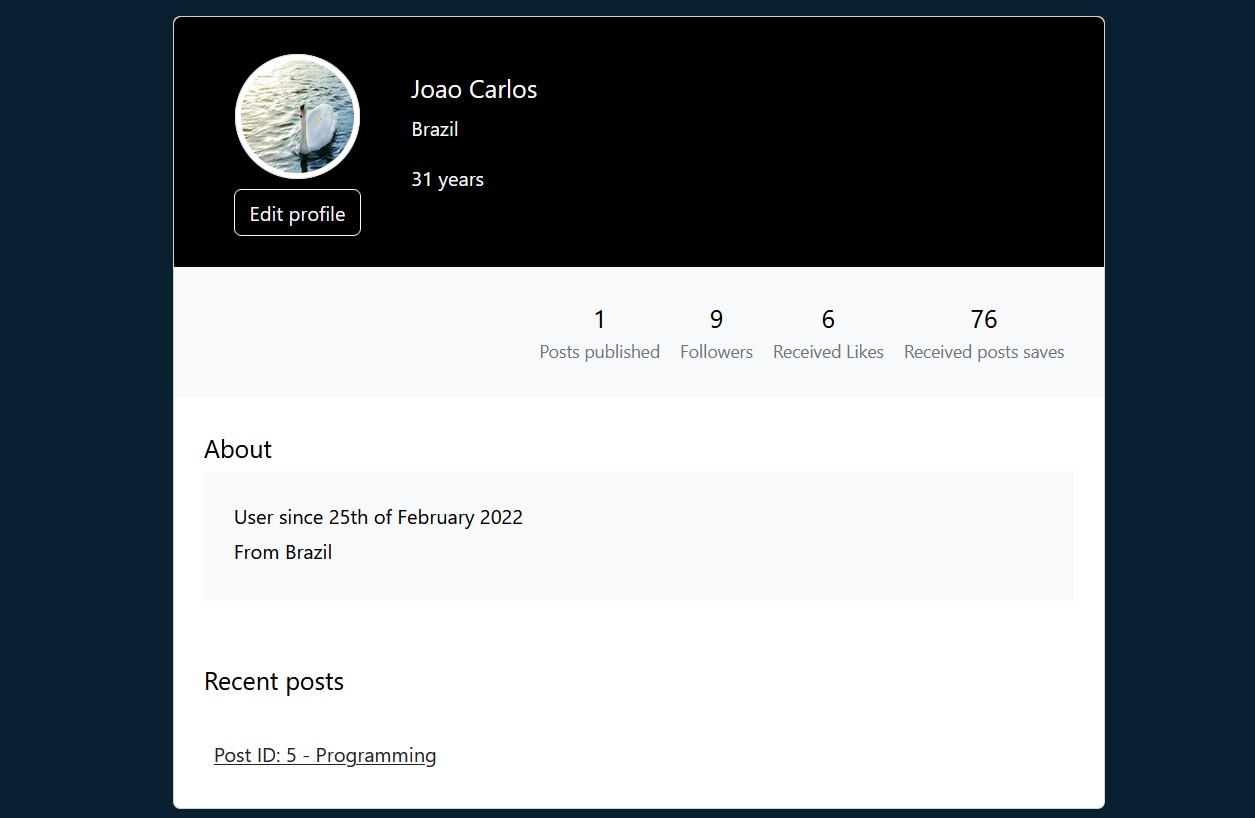 Joao Carlos
Brazil
31 years
Edit profile
1 9 6 76
Posts published Followers Received Likes Received posts saves
About
User since 25th of February 2022
From Brazil
Recent posts
Post ID: 5 - Programming